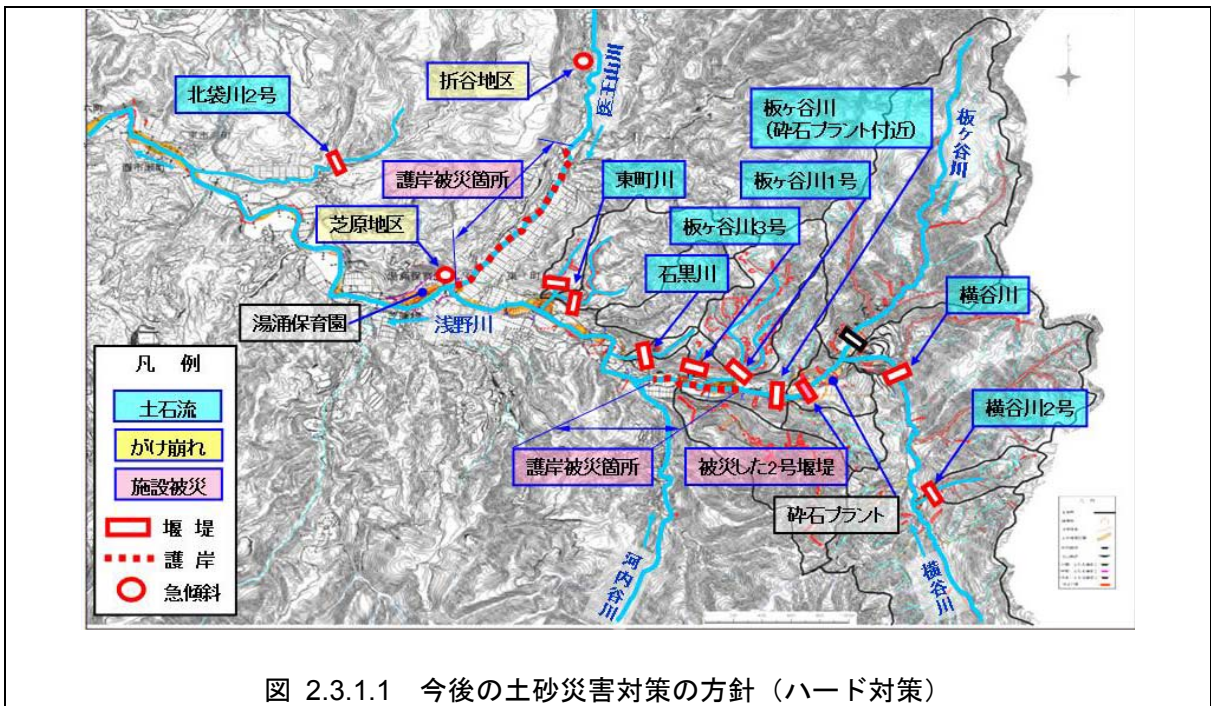 折谷地区
医王山川
北袋川2号
板ヶ谷川
(砕石プラント付近)
板ヶ谷川
護岸被災箇所
東町川
板ヶ谷川1号
芝原地区
板ヶ谷川3号
石黒川
横谷川
湯涌保育園
浅野川
横谷川2号
護岸被災箇所
被災した2号堰堤
砕石プラント
河内谷川
横谷川
凡 例
土石流
がけ崩れ
施設被災
堰 堤
護 岸
急傾斜
図 2.3.1.1 今後の土砂災害対策の方針(ハード対策)